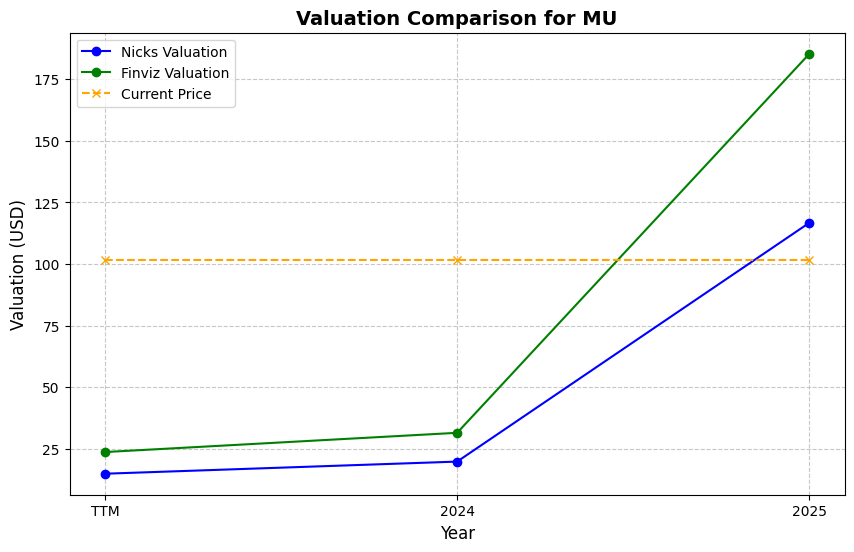 Valuation Comparison for MU
Nicks Valuation
Finviz Valuation
Current Price
Valuation (USD)
175
150
125
100
75
50
25
TTM
2024
2025
Year